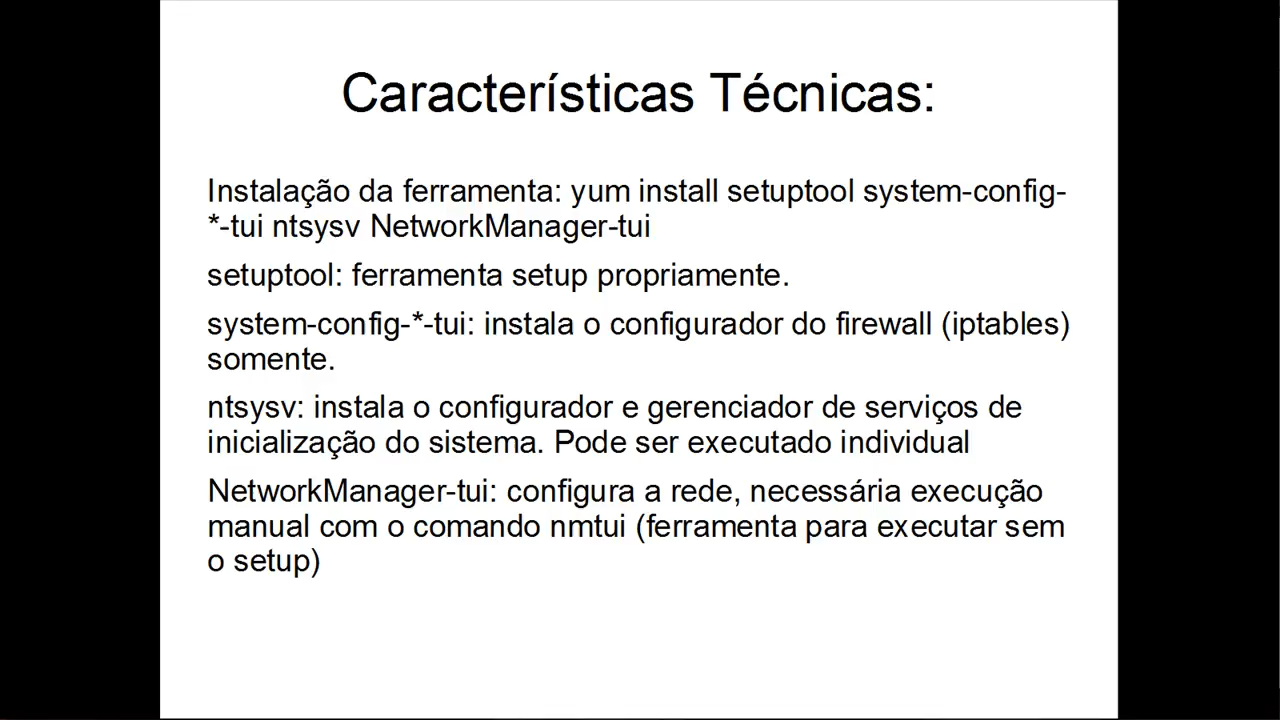 Características Técnicas:
Instalação da ferramenta: yum install setuptool system-config-
*-tui ntsysv NetworkManager-tui
setuptool: ferramenta setup propriamente.
system-config-*-tui: instala o configurador do firewall (iptables)
somente.
ntsysv: instala o configurador e gerenciador de serviços de
inicialização do sistema. Pode ser executado individual
NetworkManager-tui: configura a rede, necessária execução
manual com o comando nmtui (ferramenta para executar sem
o setup)